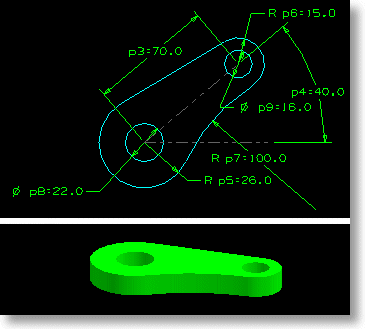 R p6=15.0
p3=70.0
p4=40.0
Ø p9=16.0
R p7=100.0
R p5=26.0
Ø p8=22.0